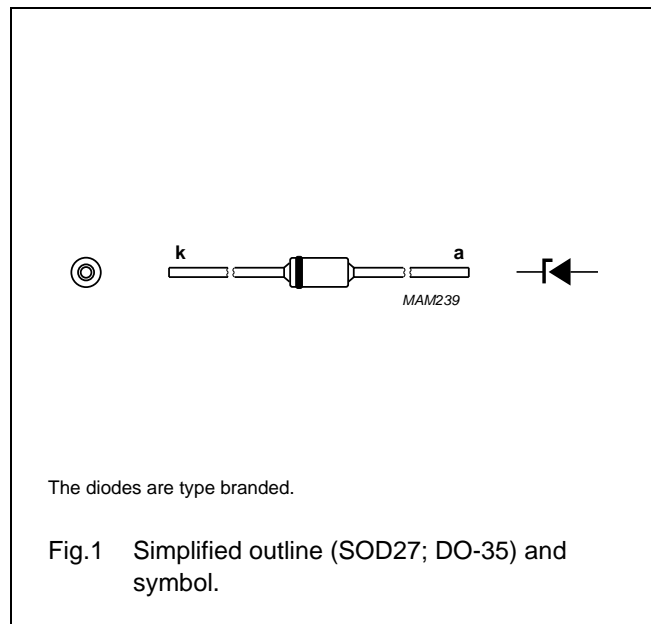 k
a
MAM239
The diodes are type branded.
Fig.1 Simplified outline (SOD27; DO-35) and
symbol.